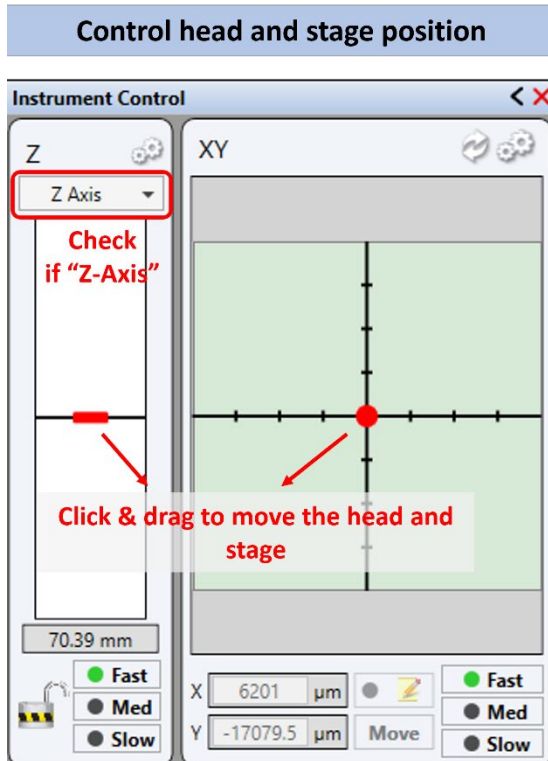 Control head and stage position
Instrument Control
Z
XY
Z Axis
Check
if “Z-Axis”
Click & drag to move the head and
stage
70.39 mm
Fast
Med
Slow
X 6201 µm
Y -17079.5 µm Move
Fast
Med
Slow